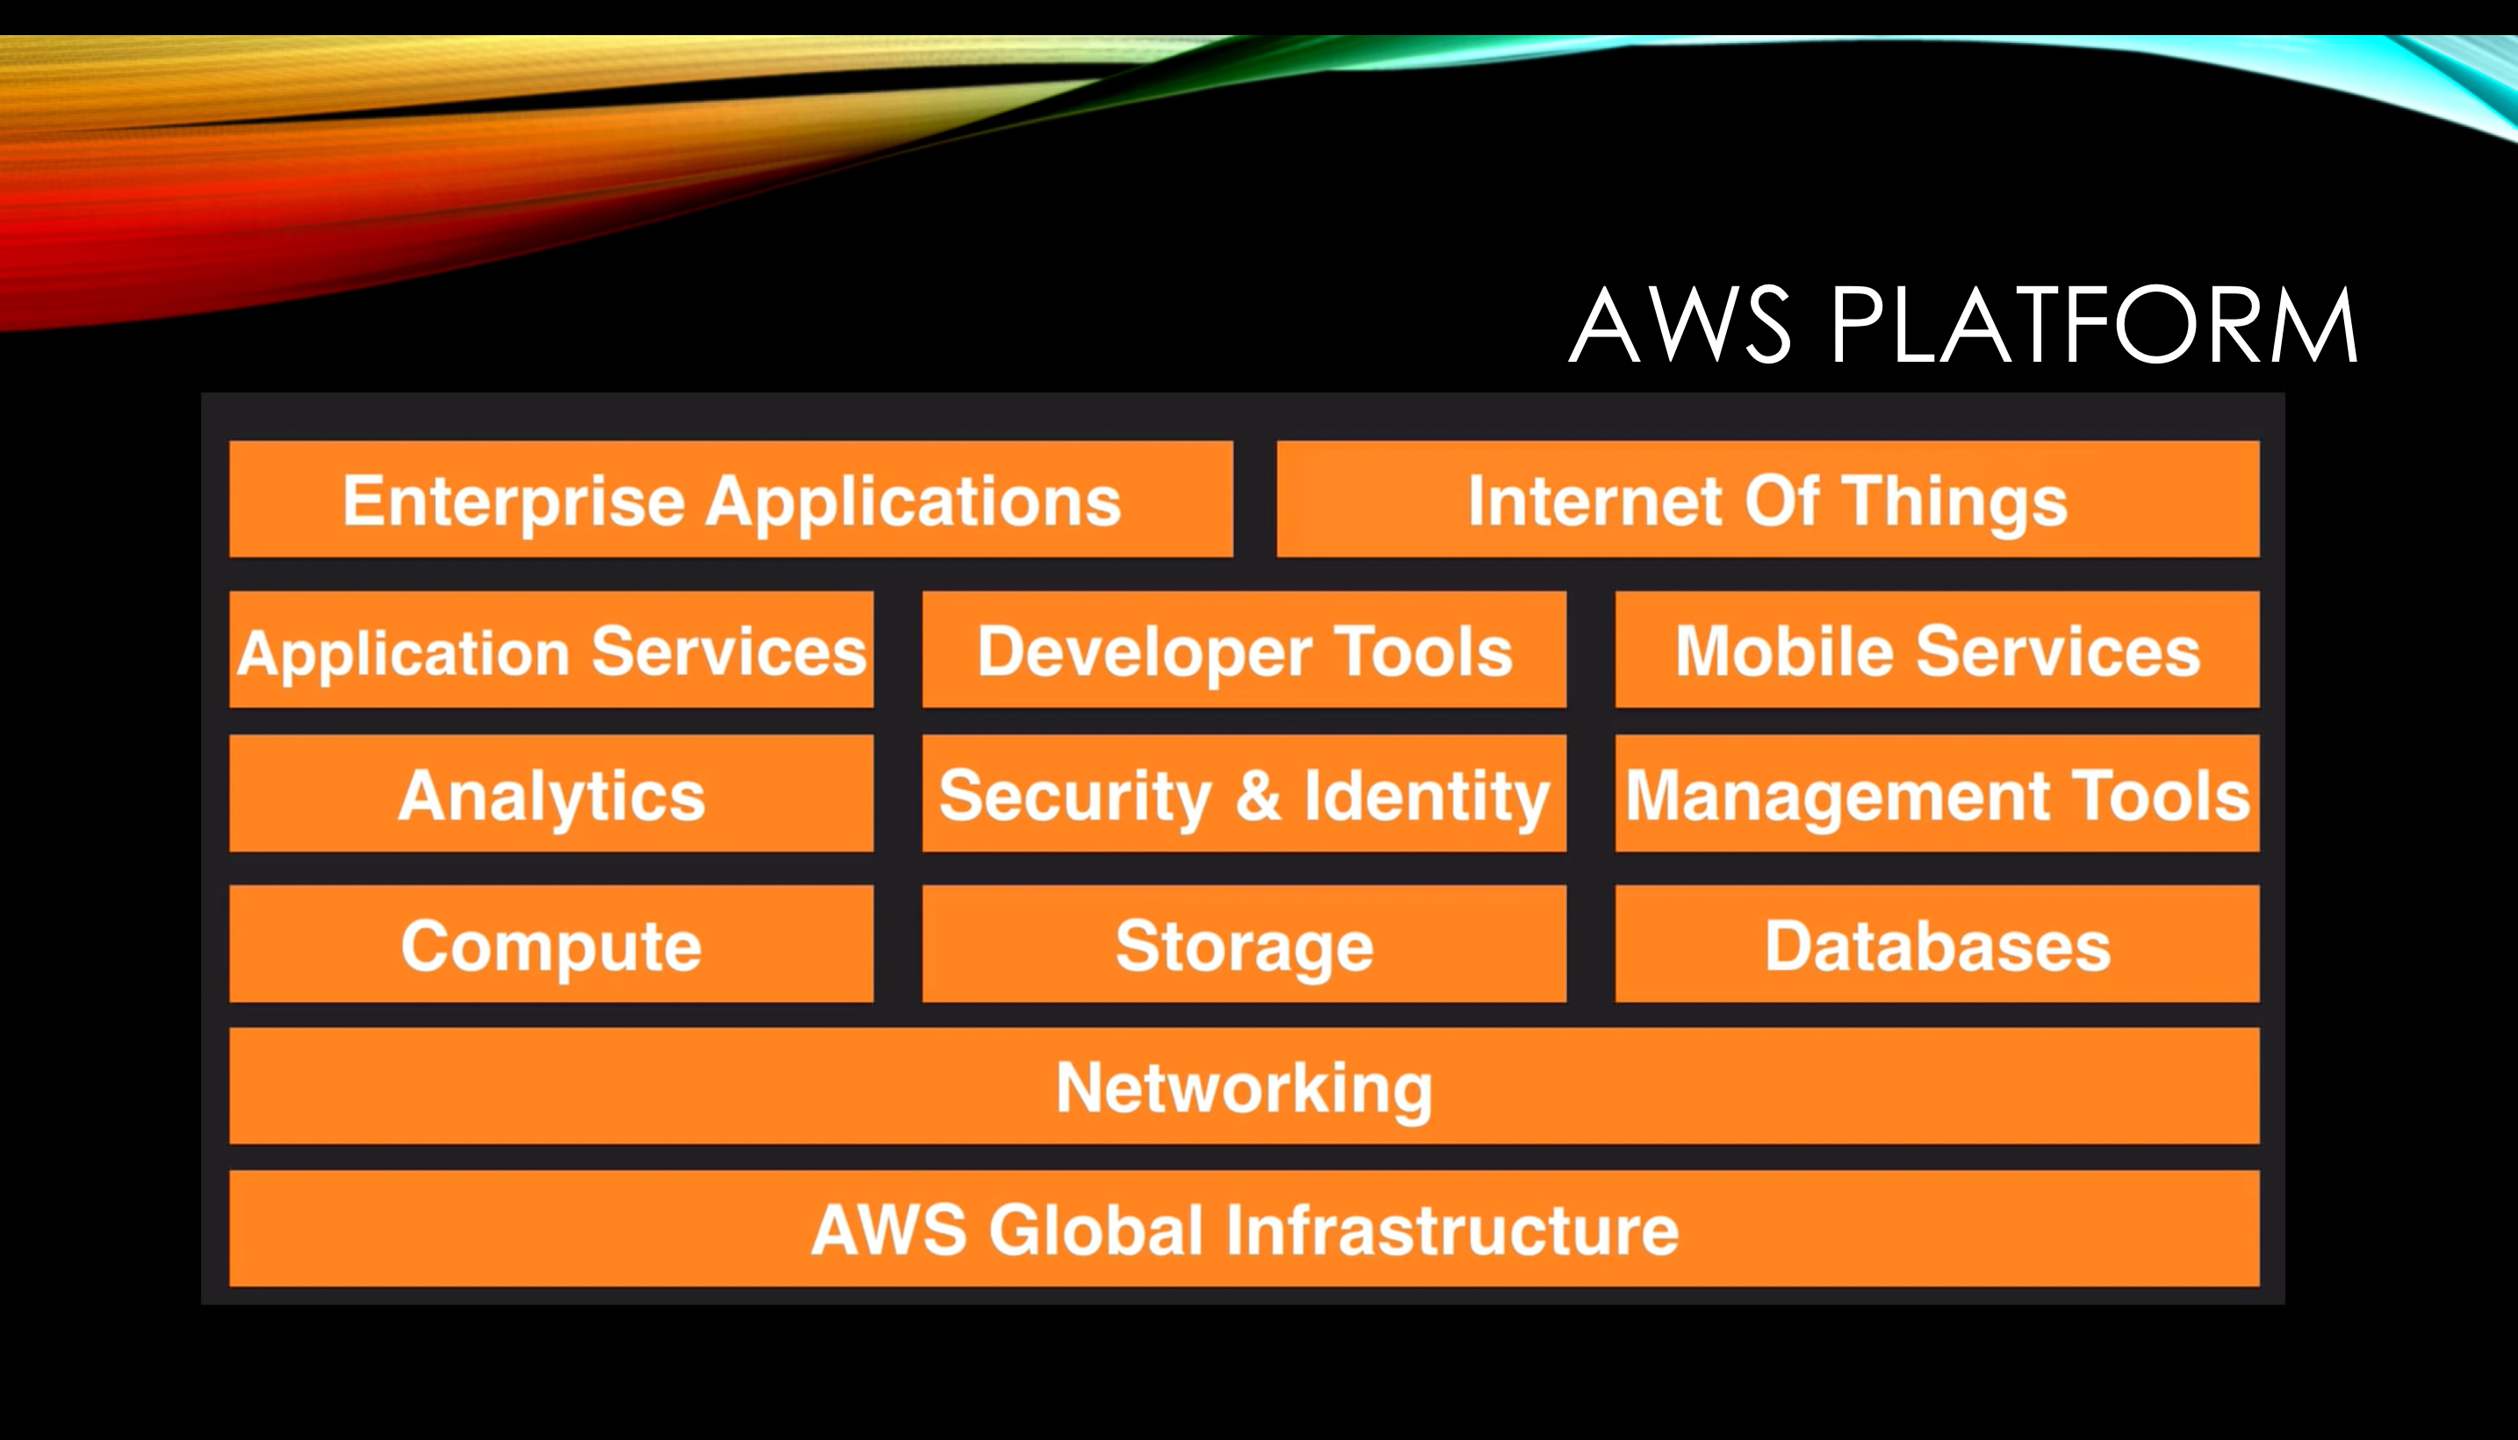 AWS PLATFORM
Enterprise Applications
Internet Of Things
Application Services
Developer Tools
Mobile Services
Analytics
Security & Identity
Management Tools
Compute
Storage
Databases
Networking
AWS Global Infrastructure